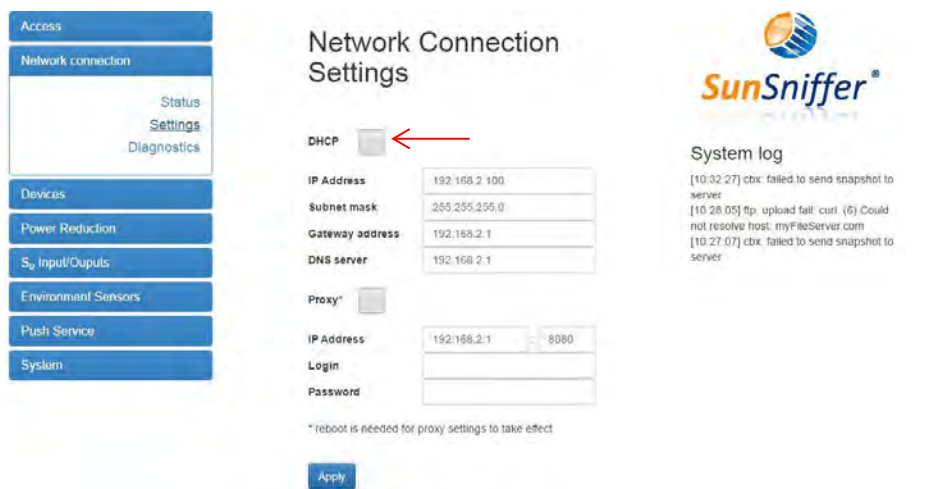 Access
Network connection
Status
Settings
Diagnostics
Devices
Power Reduction
S₀ Input/Ouputs
Environment Sensors
Push Service
System
Network Connection
Settings
DHCP
IP Address 192.168.2.100
Subnet mask 255.255.255.0
Gateway address 192.168.2.1
DNS server 192.168.2.1
Proxy*
IP Address 192.168.2.1 : 8080
Login
Password
* reboot is needed for proxy settings to take effect
Apply
SunSniffer®
System log
[10:32:27] cbx: failed to send snapshot to
server
[10:28:05] ftp: upload fail: curl: (6) Could
not resolve host: myFileServer.com
[10:27:07] cbx: failed to send snapshot to
server